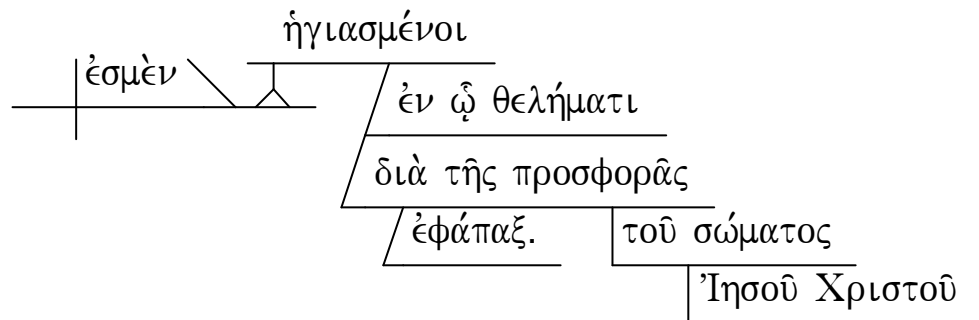 ἡγιασμένοι
ἐσμὲν
ἐν ᾧ θελήματι
διὰ τῆς προσφορᾶς
ἐφάπαξ. τοῦ σώματος
Ἰησοῦ Χριστοῦ